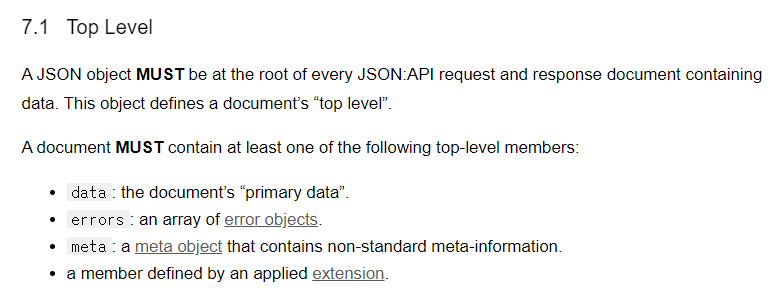 7.1 Top Level
A JSON object MUST be at the root of every JSON:API request and response document containing
data. This object defines a document’s “top level”.
A document MUST contain at least one of the following top-level members:
• data : the document’s “primary data”.
• errors : an array of error objects.
• meta : a meta object that contains non-standard meta-information.
• a member defined by an applied extension.